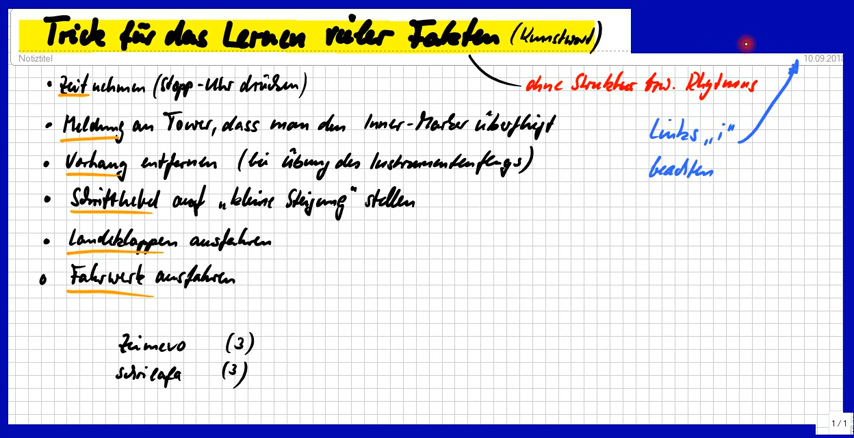 Trick für das Lernen vieler Fakten (Kunstwort)
Notiztitel
10.09.201
• Zeit nehmen (Stopp-Uhr drücken)
ohne Struktur bzw. Rhytmus
• Meldung an Tower, dass man den Inner-Marker überfliegt
Links „i"
beachten
• Vorhang entfernen (bei Übung des Instrumentenflugs)
• Schritthebel auf „kleine Steigung" stellen
• Landeklappen ausfahren
• Fahrwerk ausfahren
Zeimevo (3)
schrilafa (3)
1 / 1